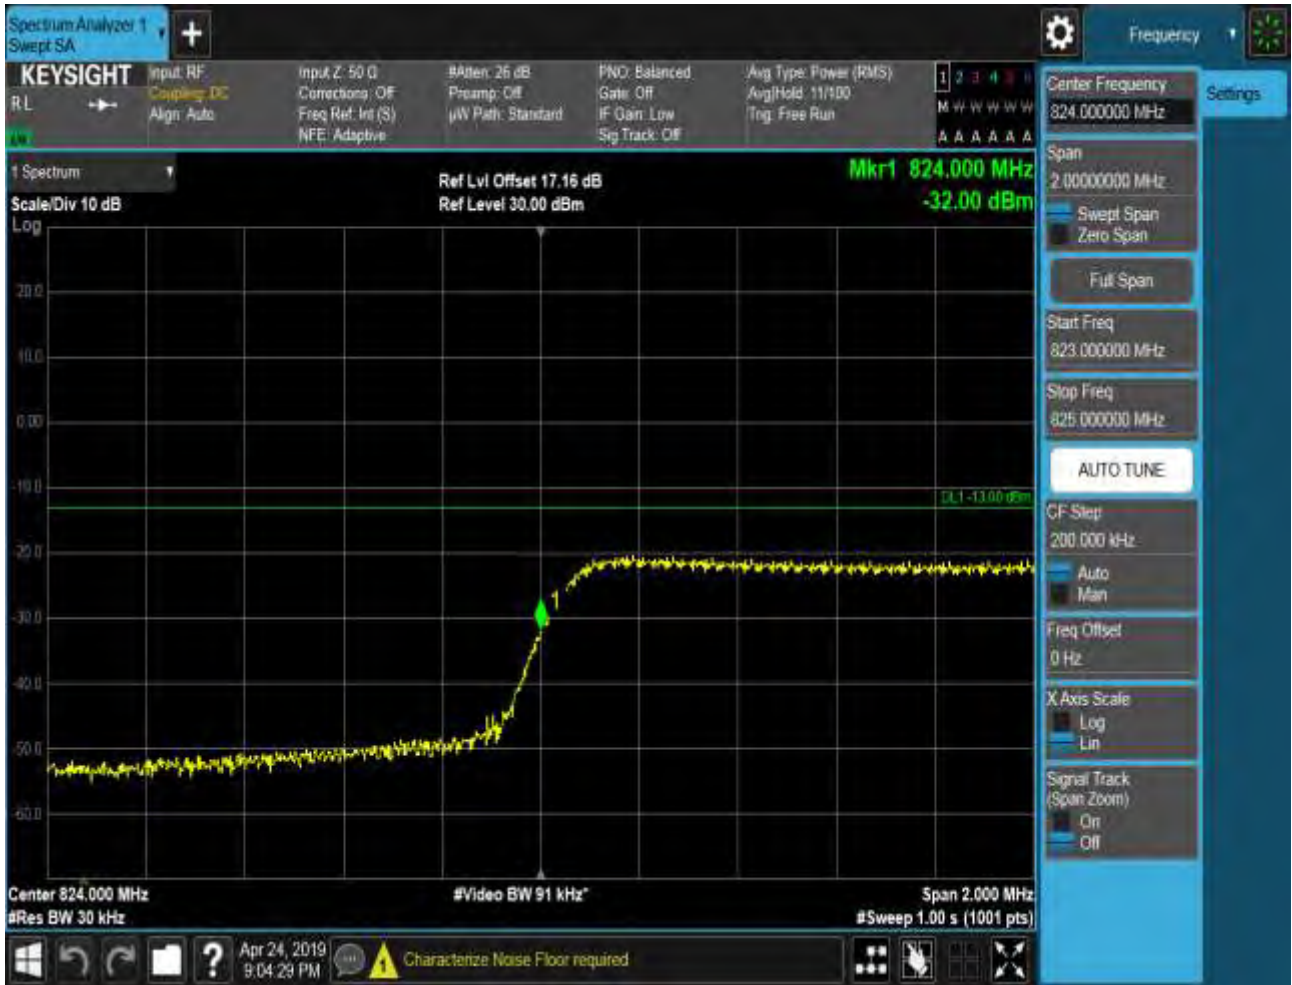 Spectrum Analyzer 1
Swept SA
Frequency
KEYSIGHT
RL
Input: RF
Coupling: DC
Align: Auto
Input Z: 50 Ω
Corrections: Off
Freq Ref: Int (S)
NFE: Adaptive
#Atten: 26 dB
Preamp: Off
µW Path: Standard
PNO: Balanced
Gate: Off
IF Gain: Low
Sig Track: Off
Avg Type: Power (RMS)
Avg|Hold: 11/100
Trig: Free Run
1 2 3 4 5 6
M W W W W W
A A A A A A
1 Spectrum
Scale/Div 10 dB
Log
Ref Lvl Offset 17.16 dB
Ref Level 30.00 dBm
Mkr1 824.000 MHz
-32.00 dBm
20.0
10.0
0.00
-10.0
DL1 -13.00 dBm
-20.0
1
-30.0
-40.0
-50.0
-60.0
Center 824.000 MHz
#Res BW 30 kHz
#Video BW 91 kHz*
Span 2.000 MHz
#Sweep 1.00 s (1001 pts)
Center Frequency
824.000000 MHz
Settings
Span
2.00000000 MHz
Swept Span
Zero Span
Full Span
Start Freq
823.000000 MHz
Stop Freq
825.000000 MHz
AUTO TUNE
CF Step
200.000 kHz
Auto
Man
Freq Offset
0 Hz
X Axis Scale
Log
Lin
Signal Track
(Span Zoom)
On
Off
?
Apr 24, 2019
9:04:29 PM
1
Characterize Noise Floor required